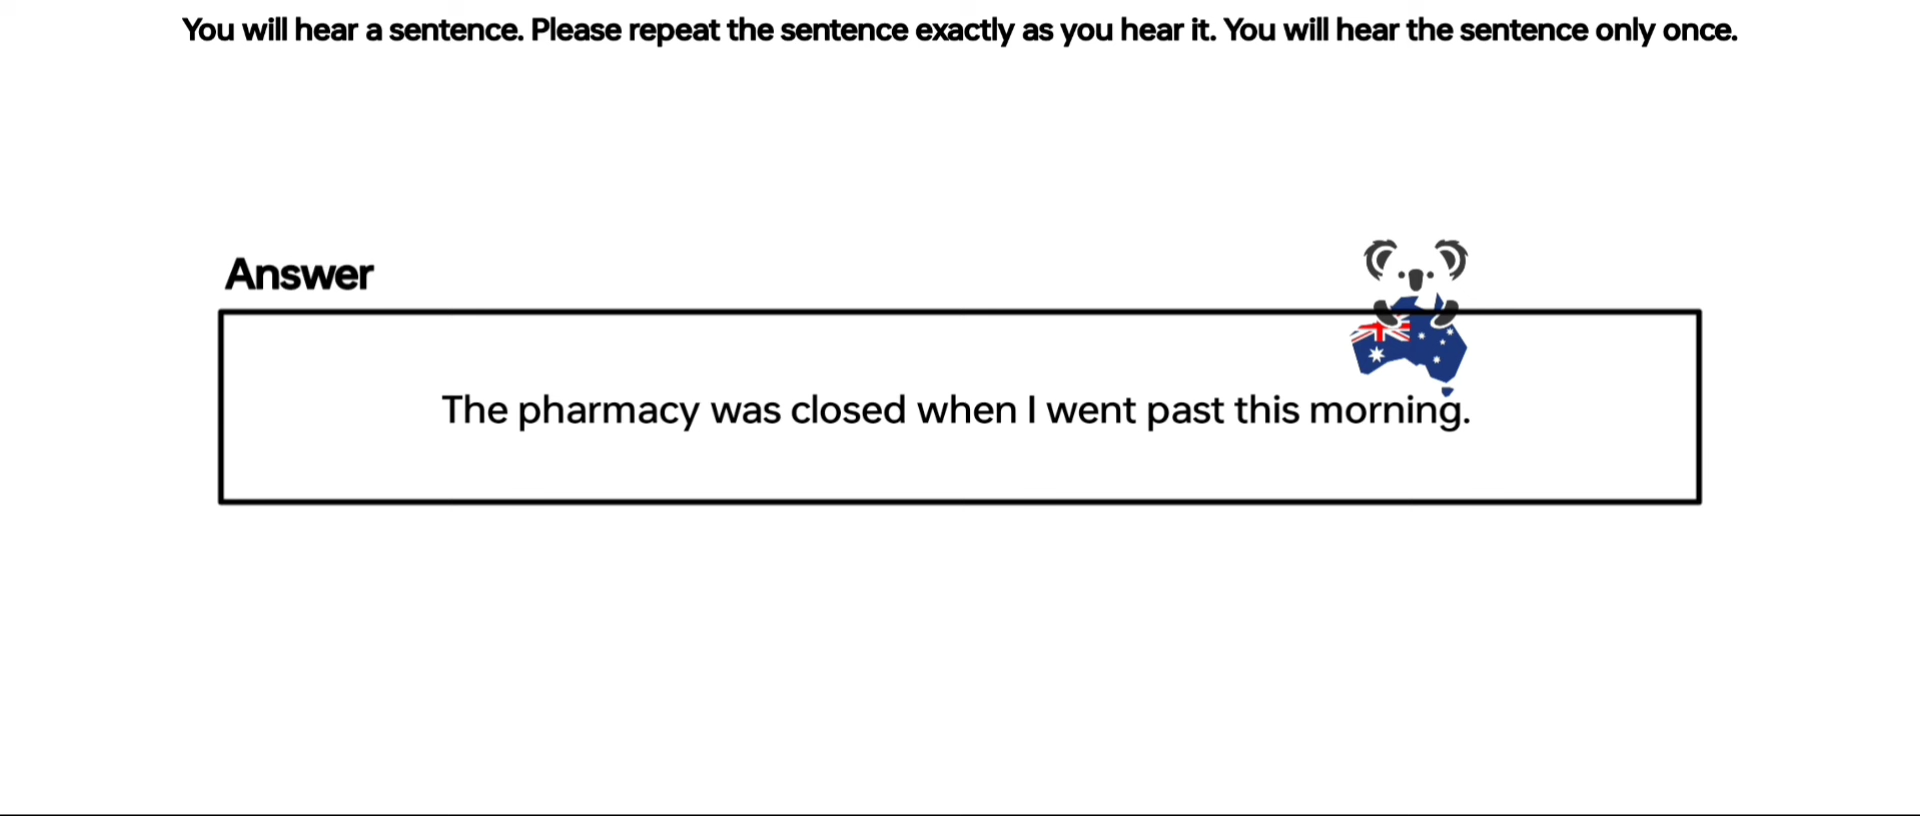 You will hear a sentence. Please repeat the sentence exactly as you hear it. You will hear the sentence only once.
Answer
The pharmacy was closed when I went past this morning.